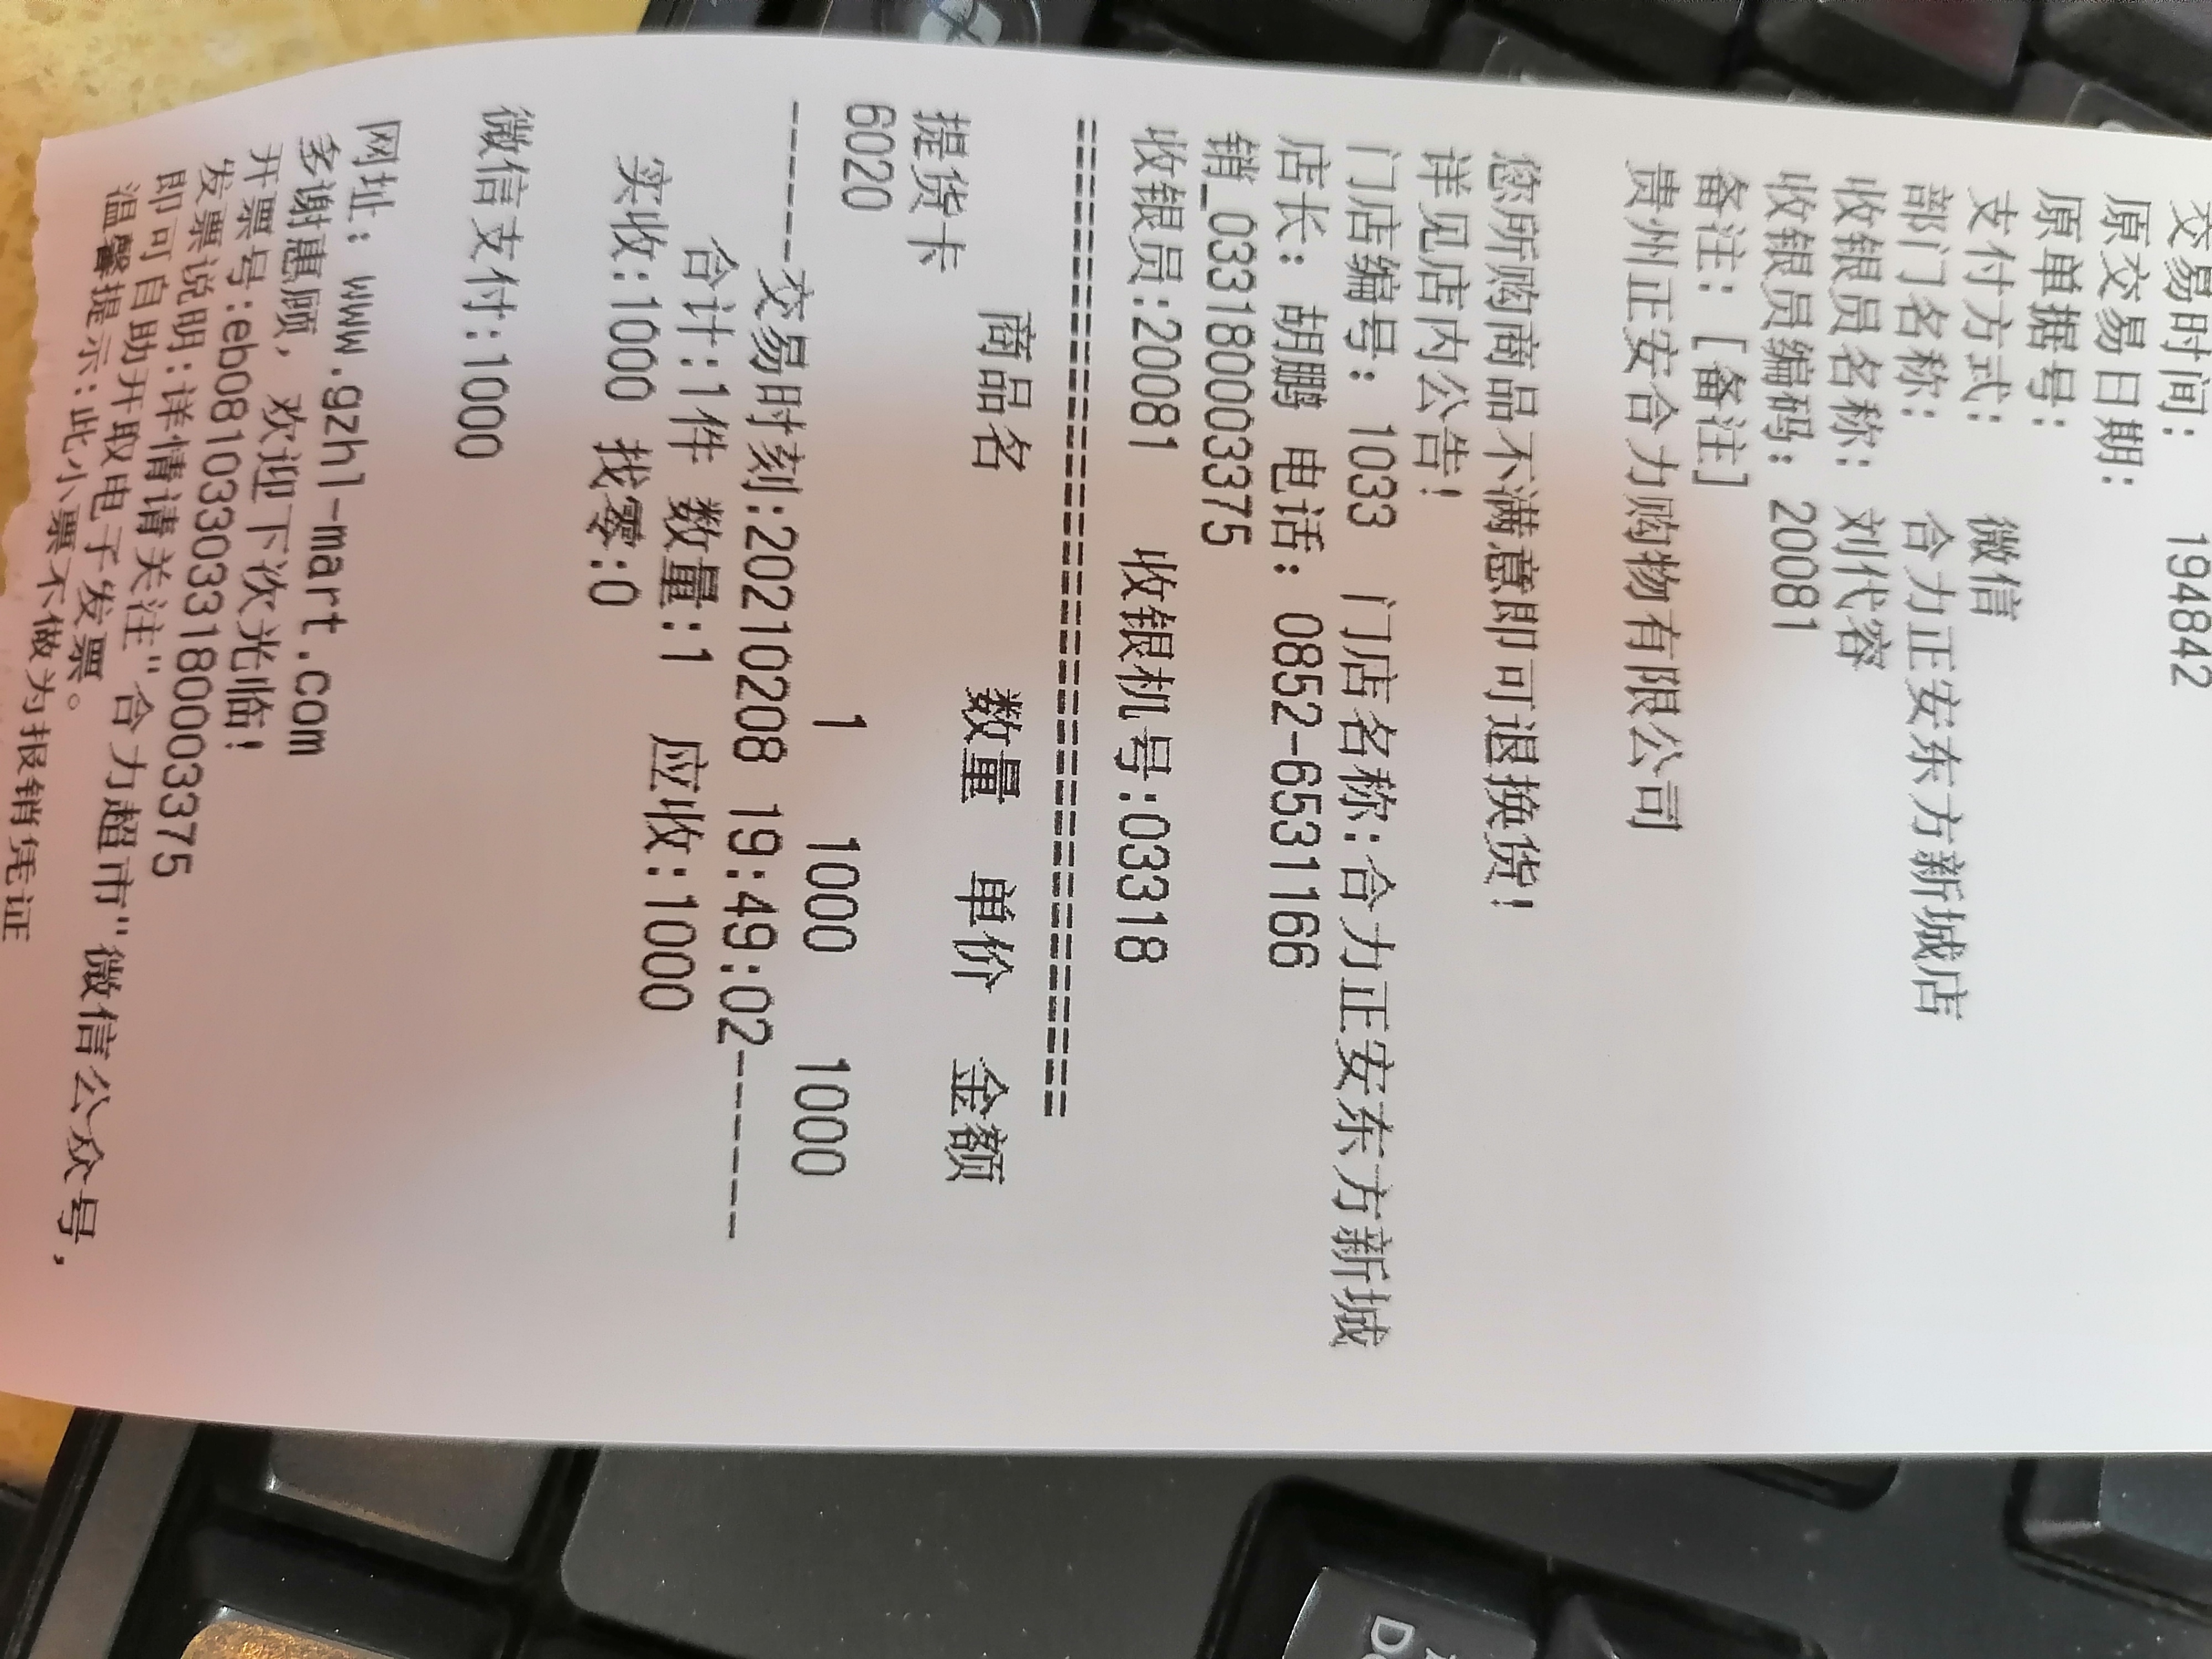 交易时间： 194842
原交易日期：
原单据号：
支付方式： 微信
部门名称： 合力正安东方新城店
收银员名称： 刘代容
收银员编码： 20081
备注：[备注]
贵州正安合力购物有限公司
您所购商品不满意即可退换货！
详见店内公告！
门店编号： 1033 门店名称:合力正安东方新城
店长： 胡鹏 电话： 0852-6531166
销_033180003375
收银员:20081 收银机号:03318
================================
商品名 数量 单价 金额
提货卡
6020 1 1000 1000
------交易时刻:20210208 19:49:02-------
合计:1件 数量:1 应收:1000
实收:1000 找零:0
微信支付:1000
网址：www.gzhl-mart.com
多谢惠顾，欢迎下次光临！
开票号:eb081033033180003375
发票说明:详情请关注"合力超市"微信公众号，
即可自助开取电子发票。
温馨提示:此小票不做为报销凭证